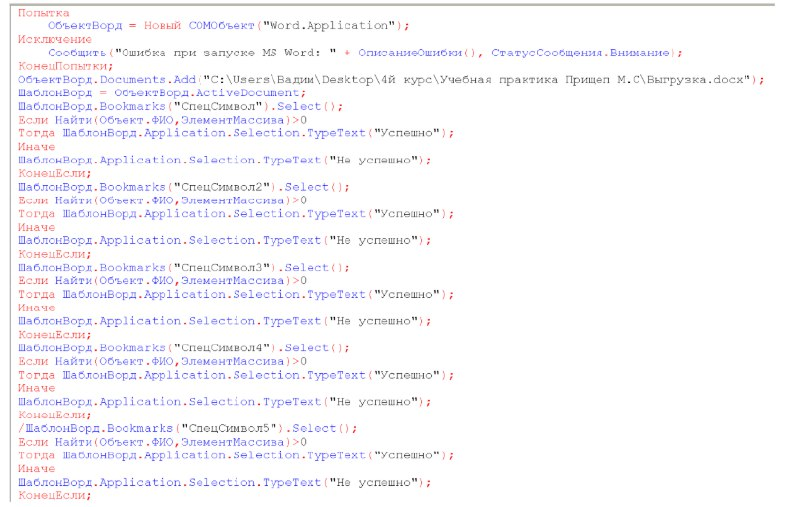 Попытка
ОбъектВорд = Новый COMОбъект("Word.Application");
Исключение
Сообщить("Ошибка при запуске MS Word: " + ОписаниеОшибки(), СтатусСообщения.Внимание);
КонецПопытки;
ОбъектВорд.Documents.Add("C:\Users\Вадим\Desktop\4й курс\Учебная практика Прищеп М.С\Выгрузка.docx");
ШаблонВорд = ОбъектВорд.ActiveDocument;
ШаблонВорд.Bookmarks("СпецСимвол").Select();
Если Найти(Объект.ФИО,ЭлементМассива)>0
Тогда ШаблонВорд.Application.Selection.TypeText("Успешно");
Иначе
ШаблонВорд.Application.Selection.TypeText("Не успешно");
КонецЕсли;
ШаблонВорд.Bookmarks("СпецСимвол2").Select();
Если Найти(Объект.ФИО,ЭлементМассива)>0
Тогда ШаблонВорд.Application.Selection.TypeText("Успешно");
Иначе
ШаблонВорд.Application.Selection.TypeText("Не успешно");
КонецЕсли;
ШаблонВорд.Bookmarks("СпецСимвол3").Select();
Если Найти(Объект.ФИО,ЭлементМассива)>0
Тогда ШаблонВорд.Application.Selection.TypeText("Успешно");
Иначе
ШаблонВорд.Application.Selection.TypeText("Не успешно");
КонецЕсли;
ШаблонВорд.Bookmarks("СпецСимвол4").Select();
Если Найти(Объект.ФИО,ЭлементМассива)>0
Тогда ШаблонВорд.Application.Selection.TypeText("Успешно");
Иначе
ШаблонВорд.Application.Selection.TypeText("Не успешно");
КонецЕсли;
/ШаблонВорд.Bookmarks("СпецСимвол5").Select();
Если Найти(Объект.ФИО,ЭлементМассива)>0
Тогда ШаблонВорд.Application.Selection.TypeText("Успешно");
Иначе
ШаблонВорд.Application.Selection.TypeText("Не успешно");
КонецЕсли;